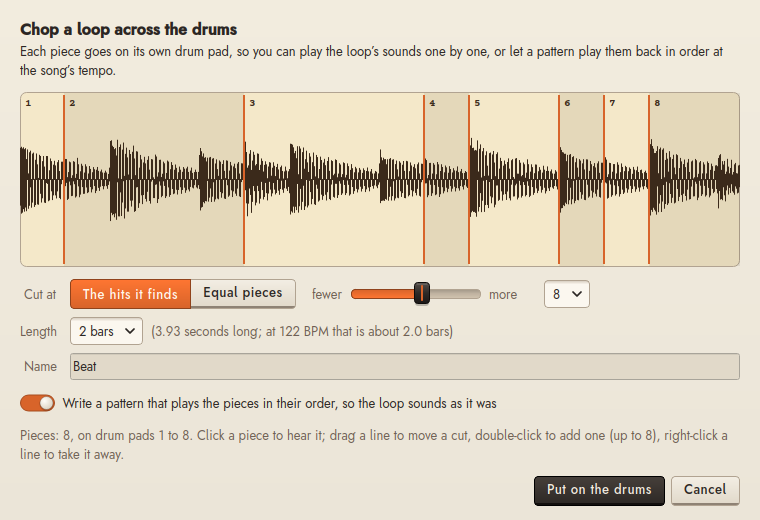 Chop a loop across the drums
Each piece goes on its own drum pad, so you can play the loop's sounds one by one, or let a pattern play them back in order at
the song's tempo.
1 2 3 4 5 6 7 8
Cut at The hits it finds Equal pieces fewer more 8
Length 2 bars (3.93 seconds long; at 122 BPM that is about 2.0 bars)
Name Beat
Write a pattern that plays the pieces in their order, so the loop sounds as it was
Pieces: 8, on drum pads 1 to 8. Click a piece to hear it; drag a line to move a cut, double-click to add one (up to 8), right-click a
line to take it away.
Put on the drums Cancel